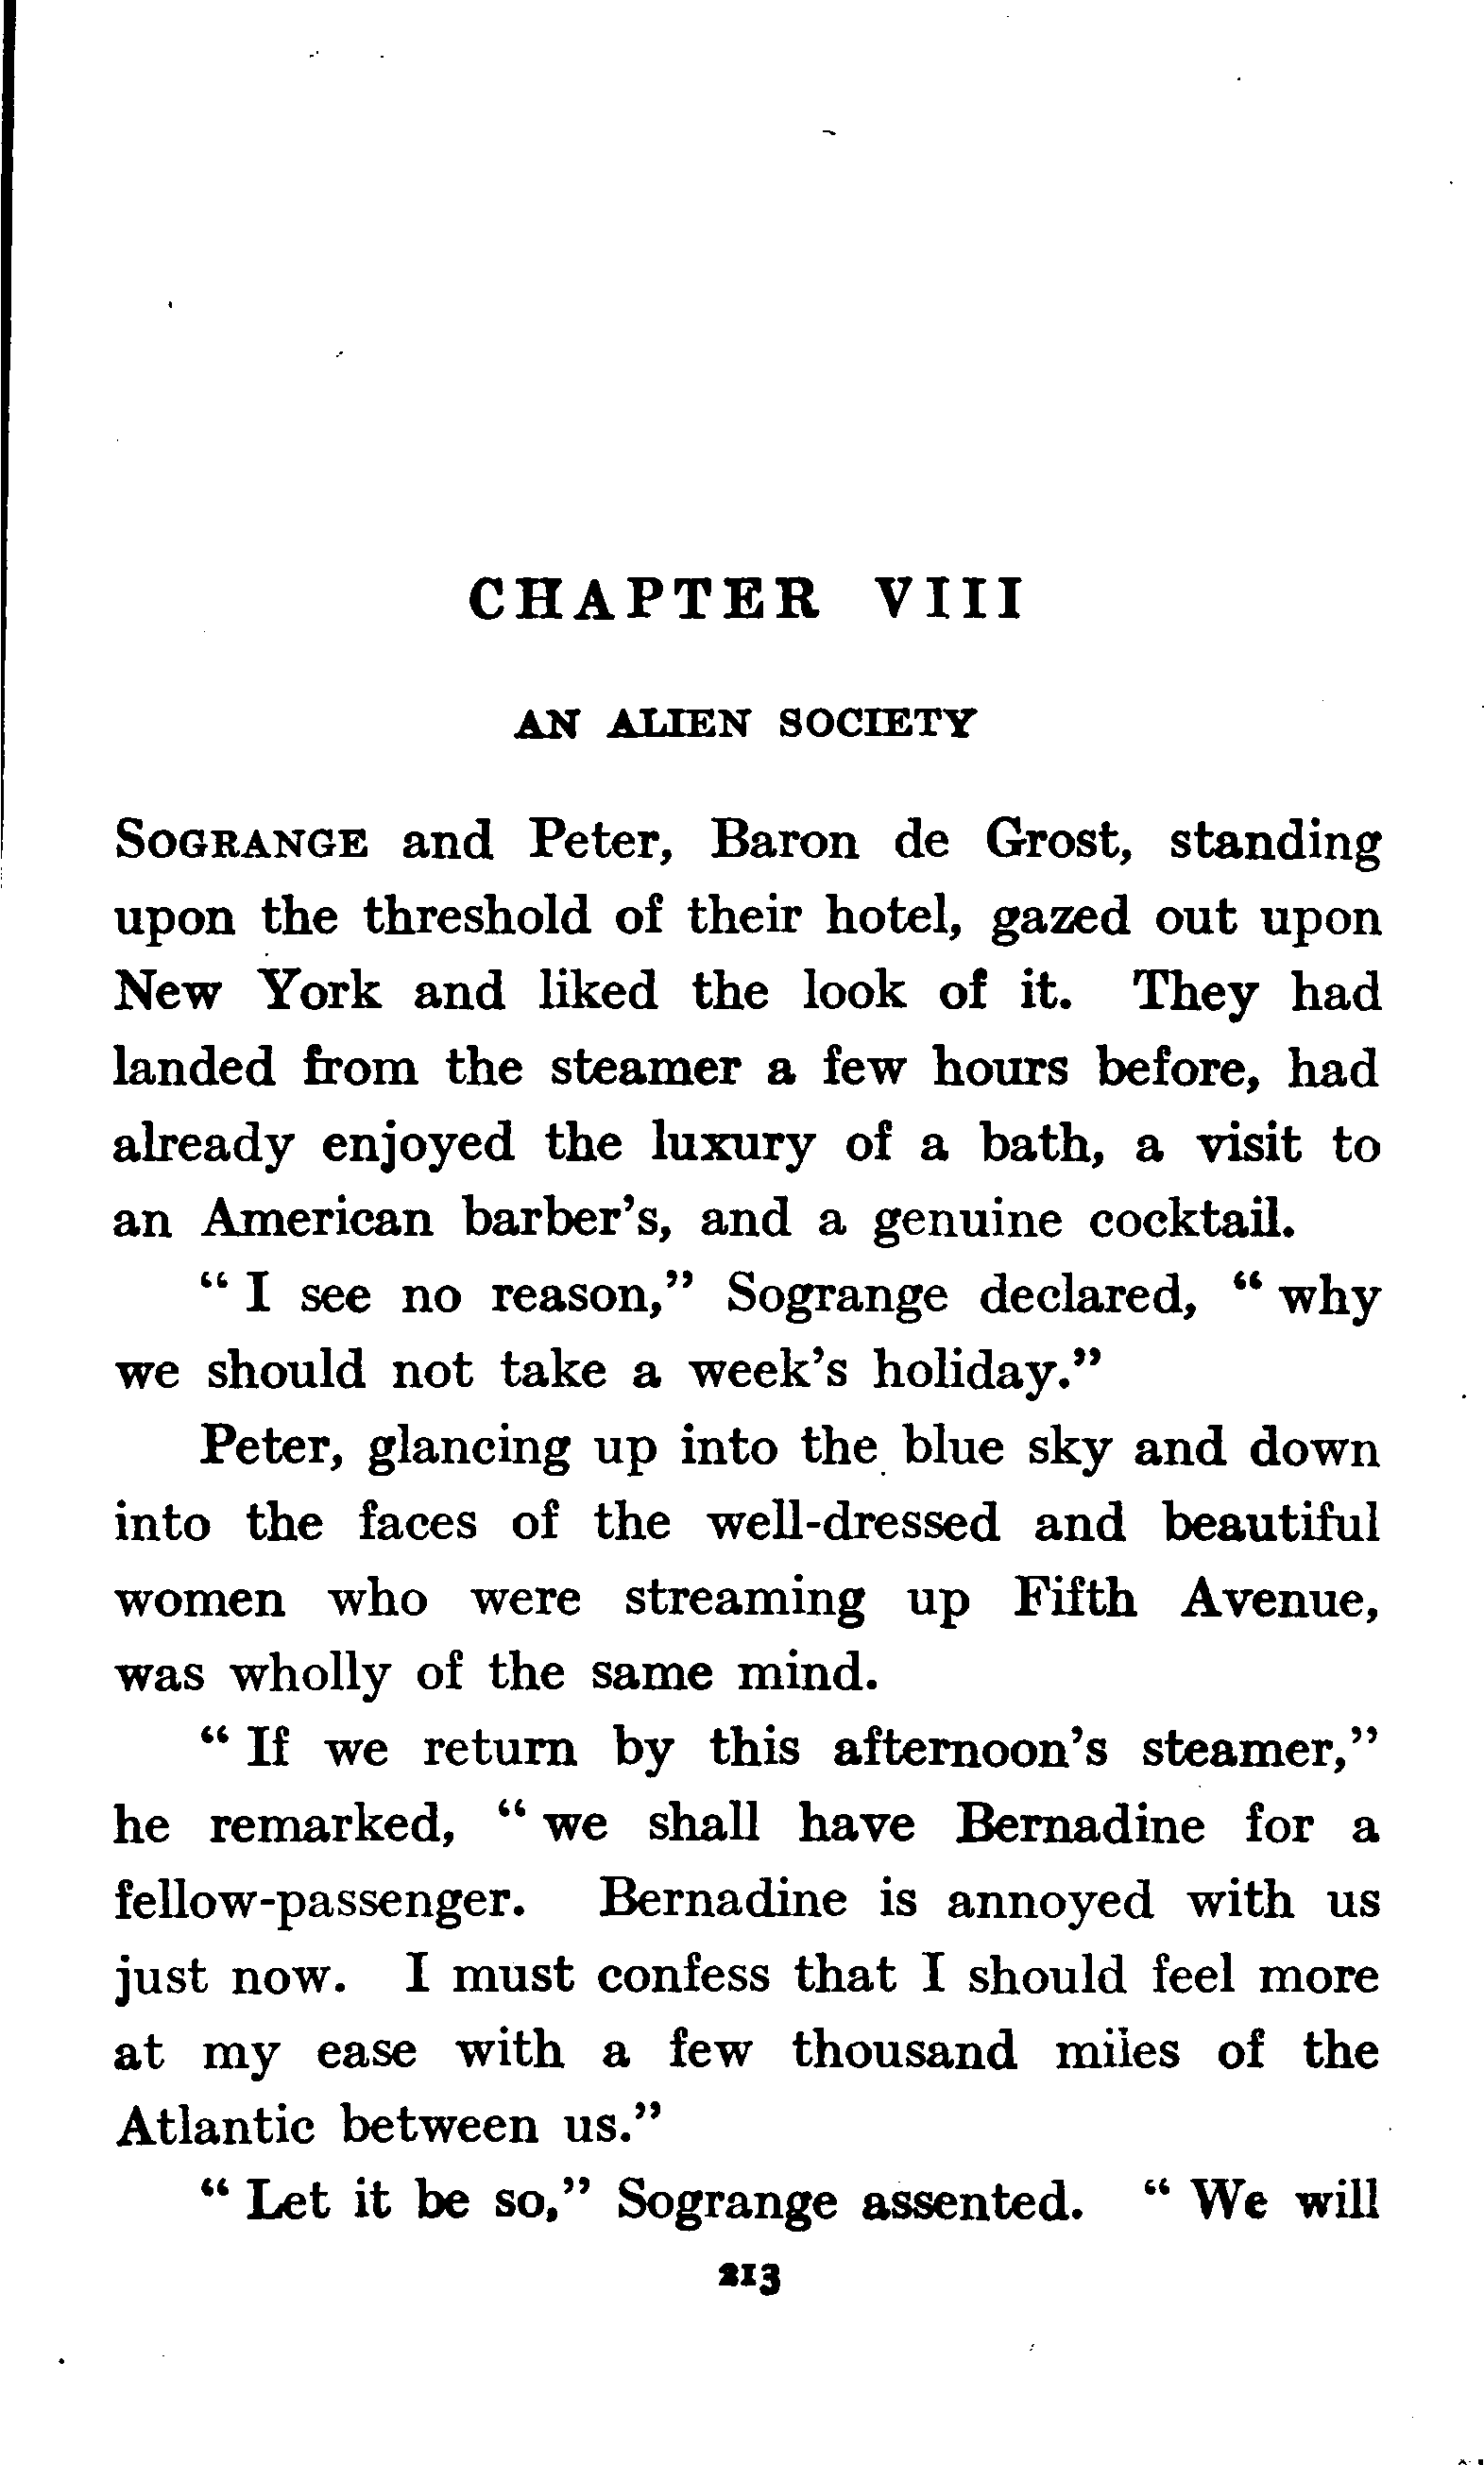 CHAPTER VIII
AN ALIEN SOCIETY
SOGRANGE and Peter, Baron de Grost, standing
upon the threshold of their hotel, gazed out upon
New York and liked the look of it. They had
landed from the steamer a few hours before, had
already enjoyed the luxury of a bath, a visit to
an American barber's, and a genuine cocktail.
“ I see no reason,” Sogrange declared, “ why
we should not take a week's holiday.”
Peter, glancing up into the blue sky and down
into the faces of the well-dressed and beautiful
women who were streaming up Fifth Avenue,
was wholly of the same mind.
“ If we return by this afternoon's steamer,”
he remarked, “ we shall have Bernadine for a
fellow-passenger. Bernadine is annoyed with us
just now. I must confess that I should feel more
at my ease with a few thousand miles of the
Atlantic between us.”
“ Let it be so,” Sogrange assented. “ We will
213